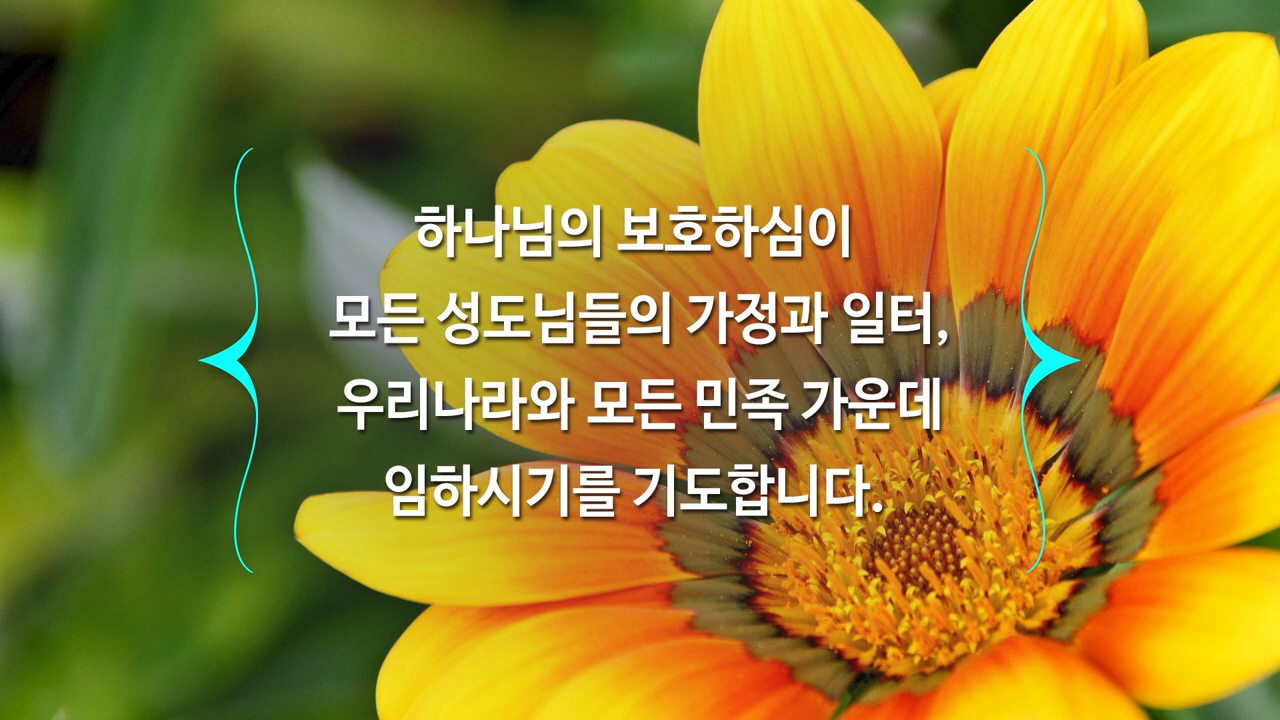 하나님의 보호하심이
모든 성도님들의 가정과 일터,
우리나라와 모든 민족 가운데
임하시기를 기도합니다.